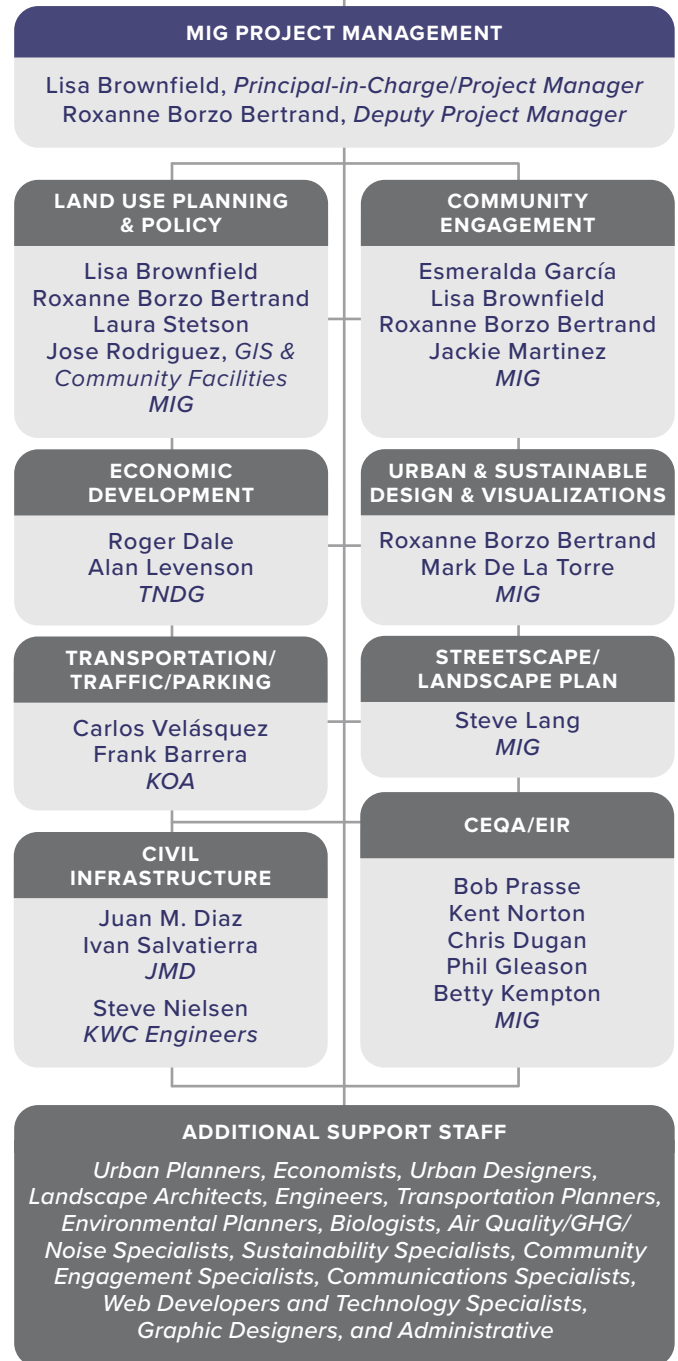 MIG PROJECT MANAGEMENT
Lisa Brownfield, Principal-in-Charge/Project Manager
Roxanne Borzo Bertrand, Deputy Project Manager
LAND USE PLANNING
& POLICY
Lisa Brownfield
Roxanne Borzo Bertrand
Laura Stetson
Jose Rodriguez, GIS &
Community Facilities
MIG
COMMUNITY
ENGAGEMENT
Esmeralda García
Lisa Brownfield
Roxanne Borzo Bertrand
Jackie Martinez
MIG
ECONOMIC
DEVELOPMENT
Roger Dale
Alan Levenson
TNDG
URBAN & SUSTAINABLE
DESIGN & VISUALIZATIONS
Roxanne Borzo Bertrand
Mark De La Torre
MIG
TRANSPORTATION/
TRAFFIC/PARKING
Carlos Velásquez
Frank Barrera
KOA
STREETSCAPE/
LANDSCAPE PLAN
Steve Lang
MIG
CIVIL
INFRASTRUCTURE
Juan M. Diaz
Ivan Salvatierra
JMD
Steve Nielsen
KWC Engineers
CEQA/EIR
Bob Prasse
Kent Norton
Chris Dugan
Phil Gleason
Betty Kempton
MIG
ADDITIONAL SUPPORT STAFF
Urban Planners, Economists, Urban Designers,
Landscape Architects, Engineers, Transportation Planners,
Environmental Planners, Biologists, Air Quality/GHG/
Noise Specialists, Sustainability Specialists, Community
Engagement Specialists, Communications Specialists,
Web Developers and Technology Specialists,
Graphic Designers, and Administrative